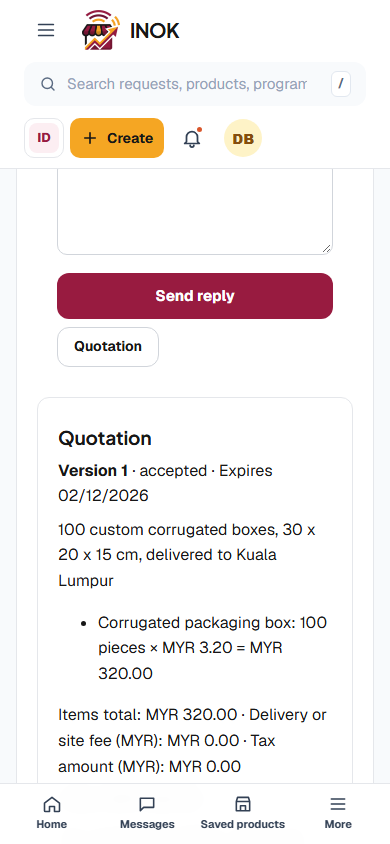 INOK
Search requests, products, program
/
ID
+ Create
DB
Send reply
Quotation
Quotation
Version 1 · accepted · Expires
02/12/2026
100 custom corrugated boxes, 30 x
20 x 15 cm, delivered to Kuala
Lumpur
• Corrugated packaging box: 100
pieces × MYR 3.20 = MYR
320.00
Items total: MYR 320.00 · Delivery or
site fee (MYR): MYR 0.00 · Tax
amount (MYR): MYR 0.00
Home
Messages
Saved products
More